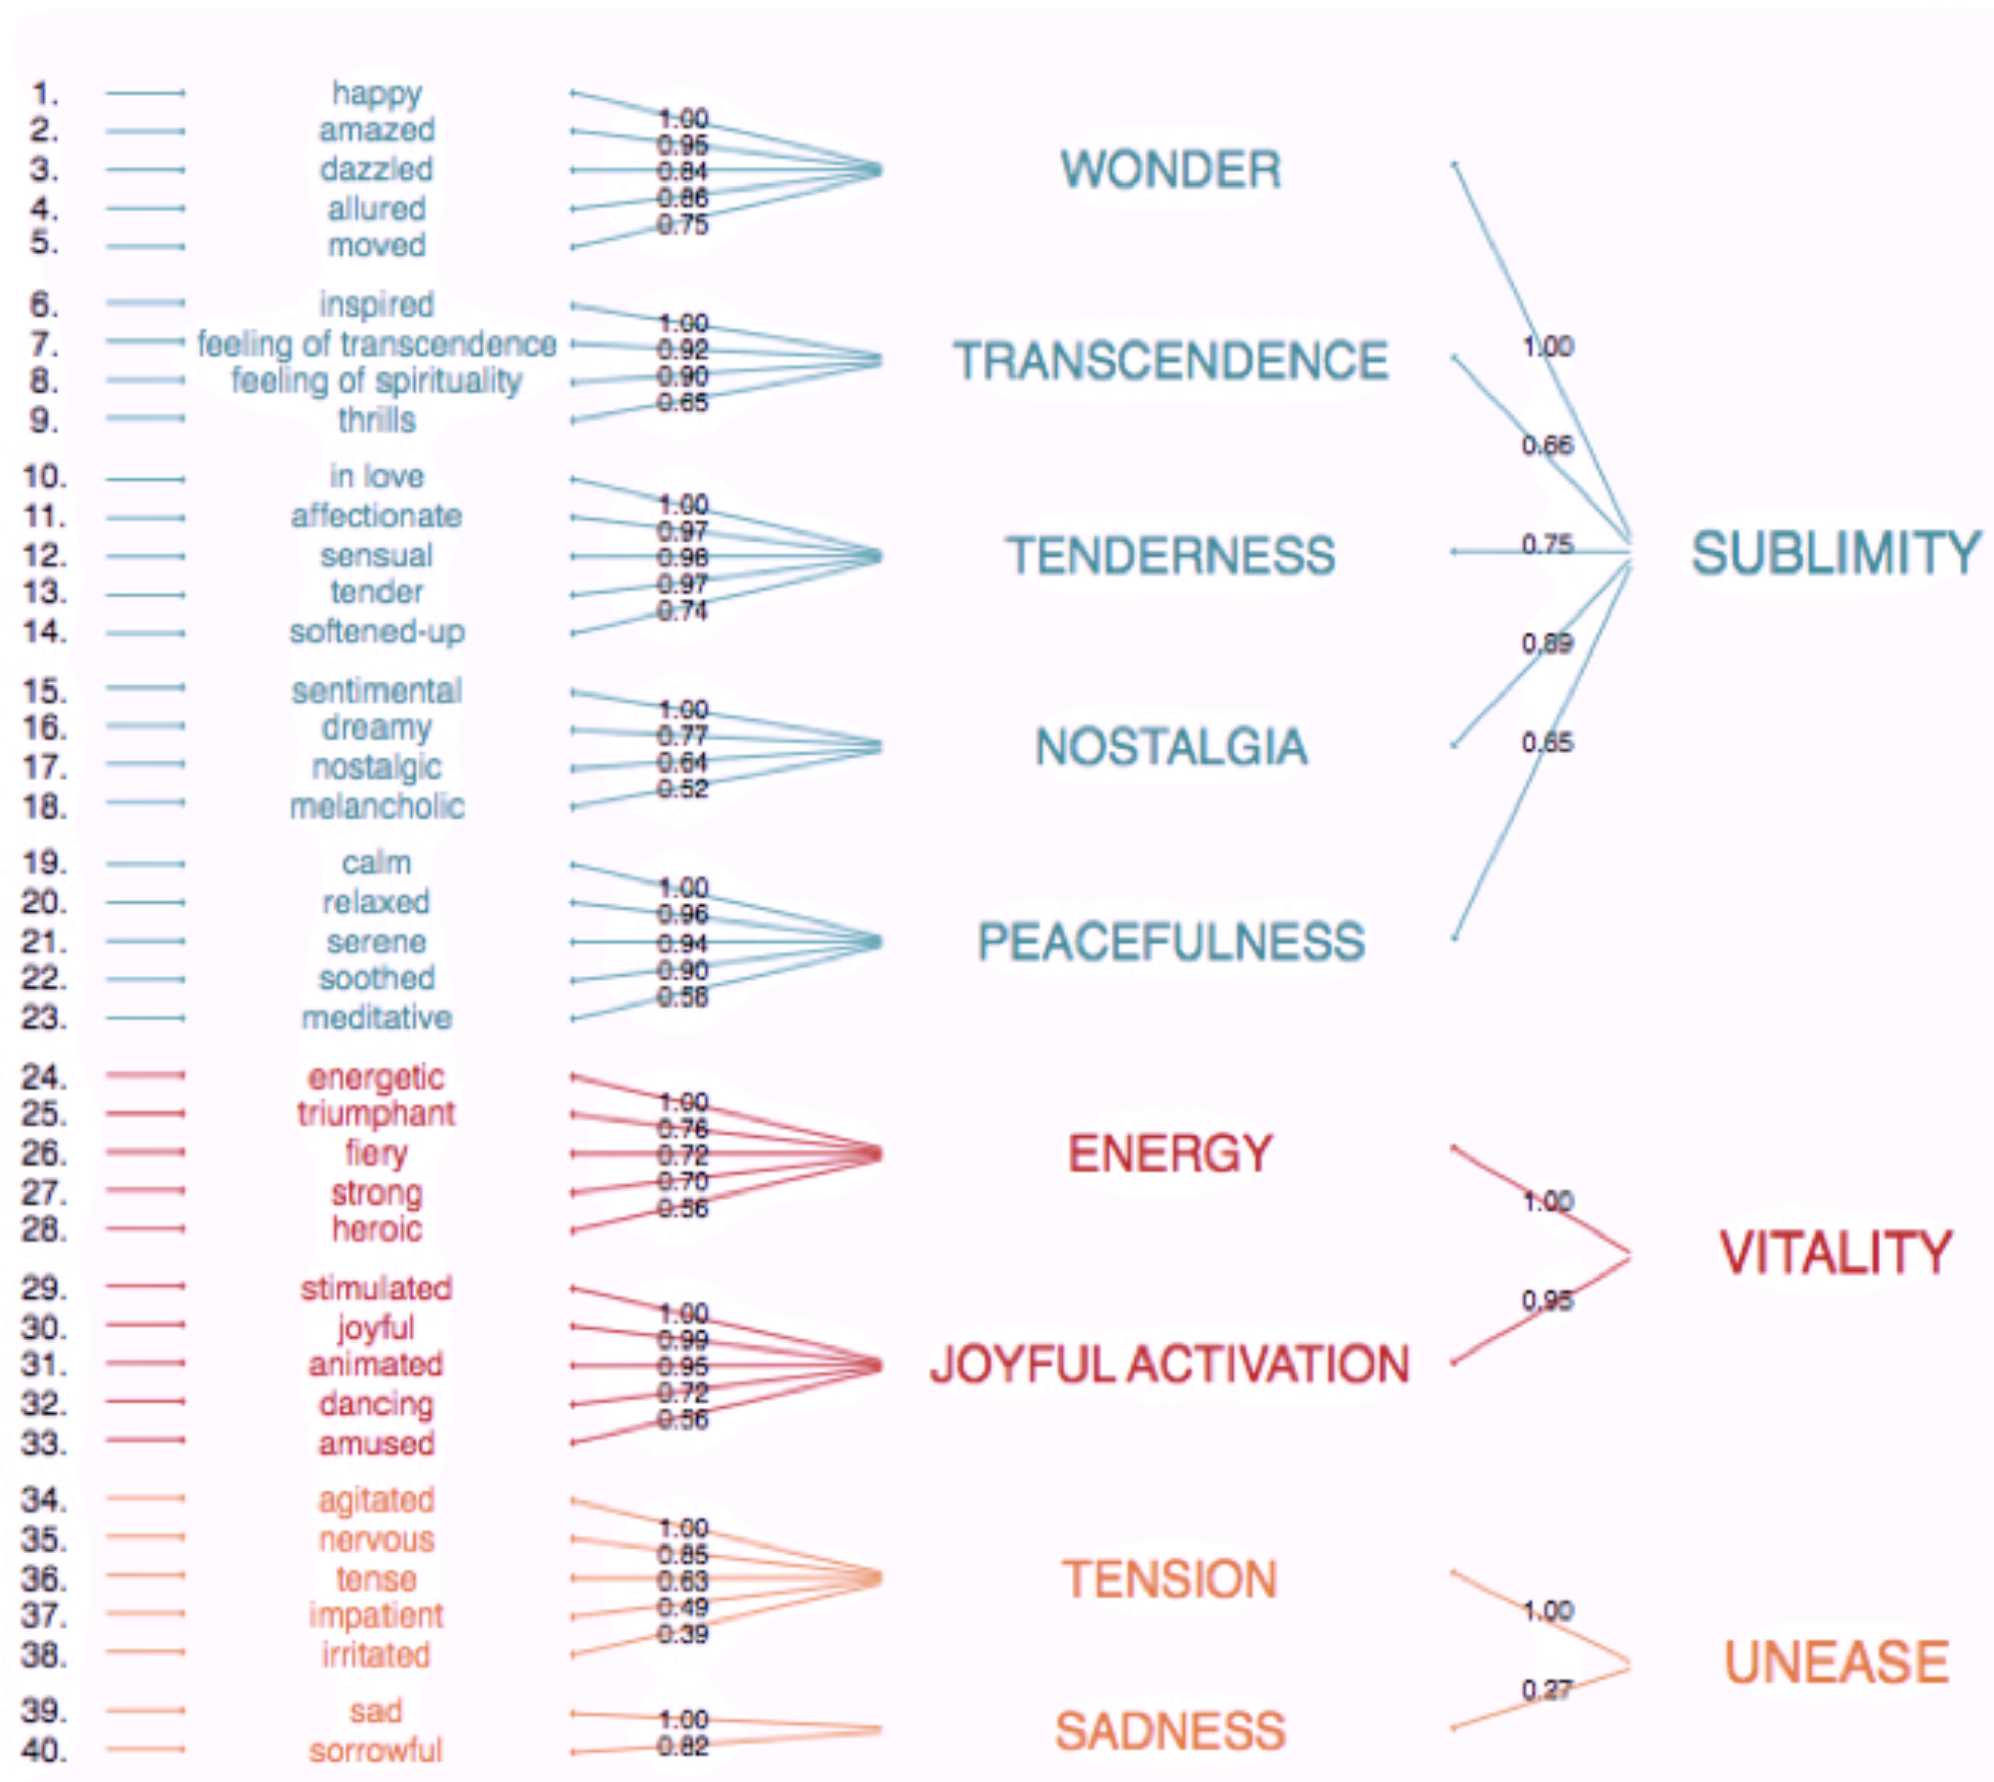 1. happy 1.00
2. amazed 0.95
3. dazzled 0.84
4. allured 0.86
5. moved 0.75
WONDER
6. inspired 1.00
7. feeling of transcendence 0.92
8. feeling of spirituality 0.90
9. thrills 0.65
TRANSCENDENCE
10. in love 1.00
11. affectionate 0.97
12. sensual 0.96
13. tender 0.97
14. softened-up 0.74
TENDERNESS
15. sentimental 1.00
16. dreamy 0.77
17. nostalgic 0.64
18. melancholic 0.52
NOSTALGIA
19. calm 1.00
20. relaxed 0.96
21. serene 0.94
22. soothed 0.90
23. meditative
PEACEFULNESS
1.00
0.66
0.75
0.89
0.65
SUBLIMITY
24. energetic 1.00
25. triumphant 0.76
26. fiery 0.72
27. strong 0.70
28. heroic 0.56
ENERGY
29. stimulated 1.00
30. joyful 0.99
31. animated 0.95
32. dancing 0.72
33. amused 0.56
JOYFUL ACTIVATION
1.00
0.95
VITALITY
34. agitated 1.00
35. nervous 0.85
36. tense 0.63
37. impatient 0.49
38. irritated 0.39
TENSION
39. sad 1.00
40. sorrowful 0.82
SADNESS
1.00
0.27
UNEASE